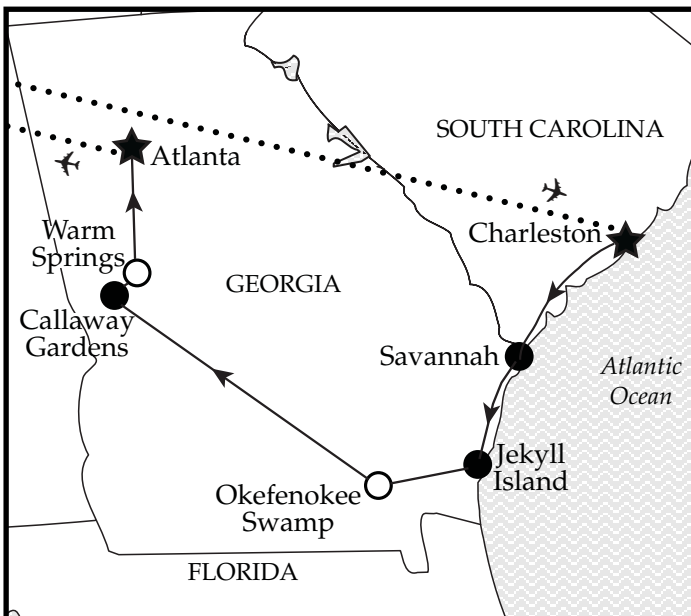 SOUTH CAROLINA
Atlanta
Charleston
Warm
Springs
GEORGIA
Callaway
Gardens
Savannah
Atlantic
Ocean
Jekyll
Island
Okefenokee
Swamp
FLORIDA